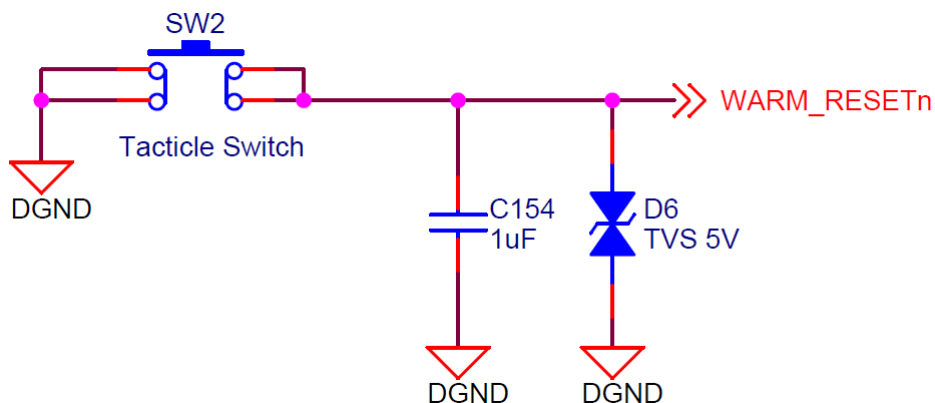 SW2
Tacticle Switch
WARM_RESETn
DGND
C154
1uF
D6
TVS 5V
DGND
DGND